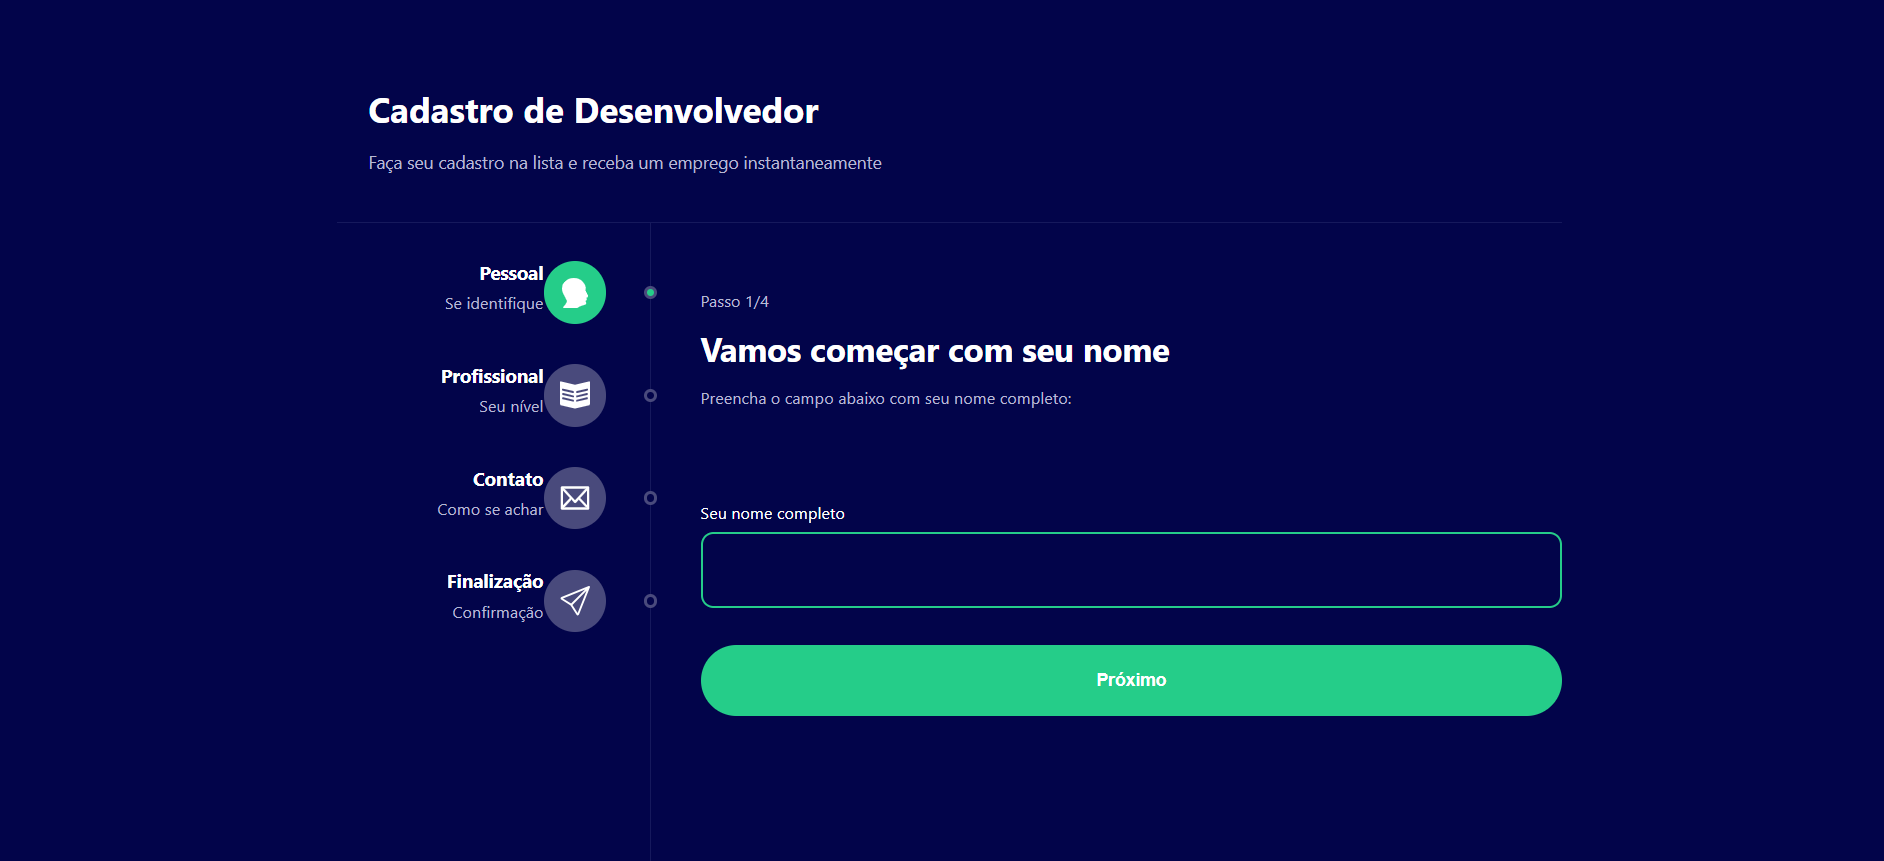 Cadastro de Desenvolvedor
Faça seu cadastro na lista e receba um emprego instantaneamente
Pessoal
Se identifique
Profissional
Seu nível
Contato
Como se achar
Finalização
Confirmação
Passo 1/4
Vamos começar com seu nome
Preencha o campo abaixo com seu nome completo:
Seu nome completo
Próximo